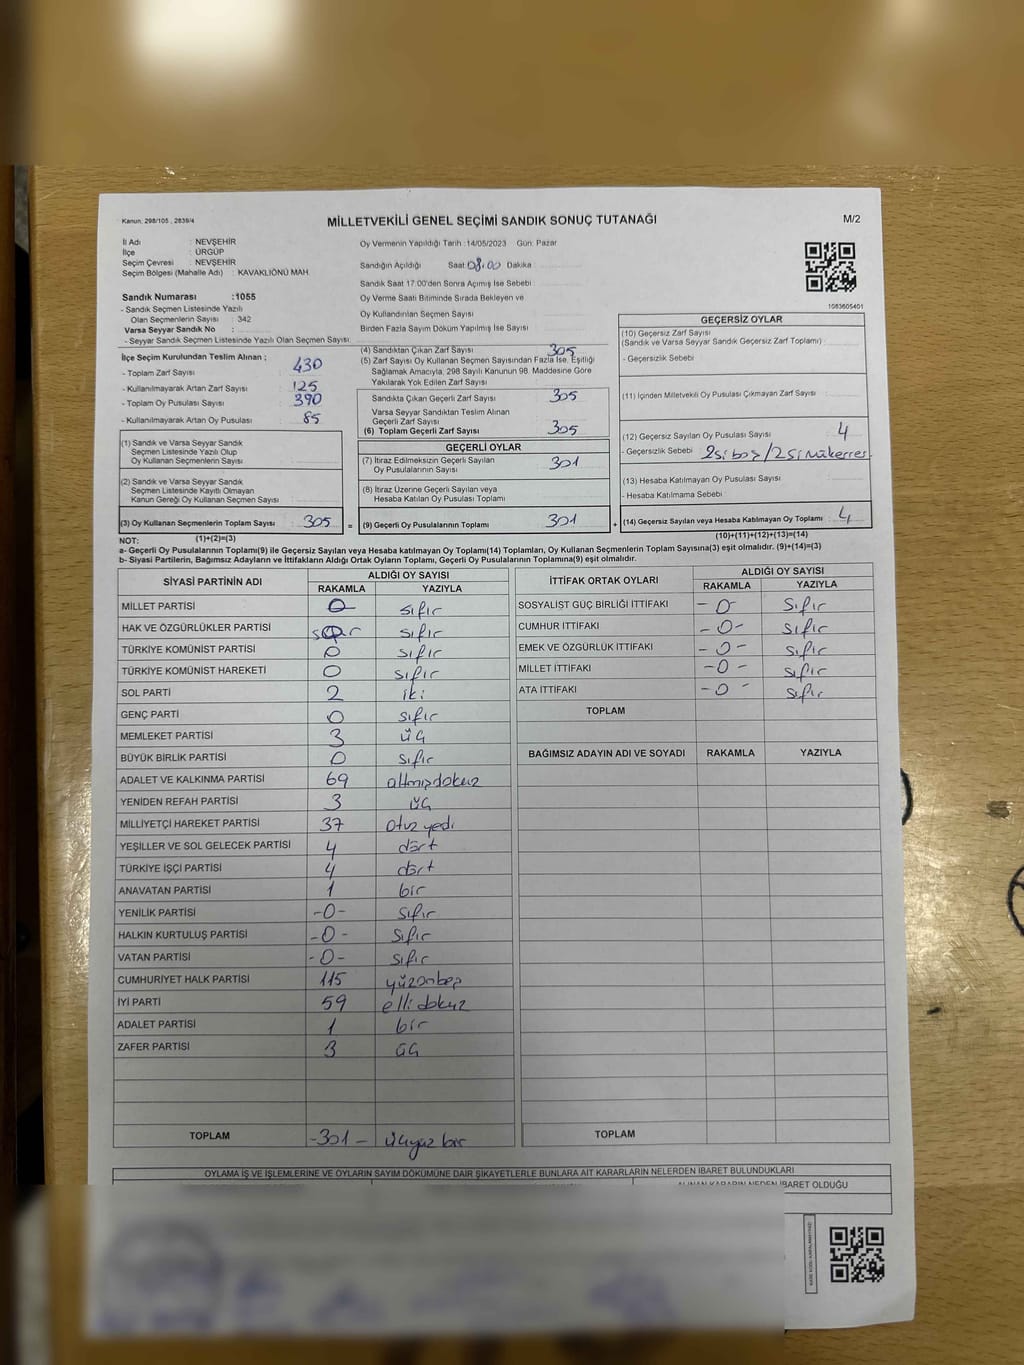 Kanun: 298/105 , 2839/4
MİLLETVEKİLİ GENEL SEÇİMİ SANDIK SONUÇ TUTANAĞI
M/2
İl Adı : NEVŞEHİR
İlçe : ÜRGÜP
Seçim Çevresi : NEVŞEHİR
Seçim Bölgesi (Mahalle Adı) : KAVAKLIÖNÜ MAH.
Sandık Numarası :1055
- Sandık Seçmen Listesinde Yazılı
Olan Seçmenlerin Sayısı : 342
Varsa Seyyar Sandık No :
- Seyyar Sandık Seçmen Listesinde Yazılı Olan Seçmen Sayısı:
Oy Vermenin Yapıldığı Tarih :14/05/2023 Gün: Pazar
Sandığın Açıldığı Saat:08.00 Dakika:
Sandık Saat 17:00'den Sonra Açımış İse Sebebi
Oy Verme Saati Bitiminde Sırada Bekleyen ve
Oy Kullandırılan Seçmen Sayısı
Birden Fazla Sayım Döküm Yapılmış İse Sayısı
1083605401
İlçe Seçim Kurulundan Teslim Alınan ;
- Toplam Zarf Sayısı : 430
- Kullanılmayarak Artan Zarf Sayısı : 125
- Toplam Oy Pusulası Sayısı : 390
- Kullanılmayarak Artan Oy Pusulası : 85
(1) Sandık ve Varsa Seyyar Sandık
Seçmen Listesinde Yazılı Olup
Oy Kullanan Seçmenlerin Sayısı
(2) Sandık ve Varsa Seyyar Sandık
Seçmen Listesinde Kayıtlı Olmayan
Kanun Gereği Oy Kullanan Seçmen Sayısı
(3) Oy Kullanan Seçmenlerin Toplam Sayısı : 305 =
(1)+(2)=(3)
(4) Sandıktan Çıkan Zarf Sayısı : 305
(5) Zarf Sayısı Oy Kullanan Seçmen Sayısından Fazla İse, Eşitliği
Sağlamak Amacıyla, 298 Sayılı Kanunun 98. Maddesine Göre
Yakılarak Yok Edilen Zarf Sayısı
Sandıkta Çıkan Geçerli Zarf Sayısı : 305
Varsa Seyyar Sandıktan Teslim Alınan
Geçerli Zarf Sayısı
(6) Toplam Geçerli Zarf Sayısı : 305
GEÇERLİ OYLAR
(7) İtiraz Edilmeksizin Geçerli Sayılan
Oy Pusulalarının Sayısı : 301
(8) İtiraz Üzerine Geçerli Sayılan veya
Hesaba Katılan Oy Pusulaları Toplamı
(9) Geçerli Oy Pusulalarının Toplamı : 301 +
GEÇERSİZ OYLAR
(10) Geçersiz Zarf Sayısı
(Sandık ve Varsa Seyyar Sandık Geçersiz Zarf Toplamı)
- Geçersizlik Sebebi :
(11) İçinden Milletvekili Oy Pusulası Çıkmayan Zarf Sayısı
(12) Geçersiz Sayılan Oy Pusulası Sayısı : 4
- Geçersizlik Sebebi : 2si boş/2si mükerrer
(13) Hesaba Katılmayan Oy Pusulası Sayısı
- Hesaba Katılmama Sebebi :
(14) Geçersiz Sayılan veya Hesaba Katılmayan Oy Toplamı : 4
(10)+(11)+(12)+(13)=(14)
NOT:
a- Geçerli Oy Pusulalarının Toplamı(9) ile Geçersiz Sayılan veya Hesaba katılmayan Oy Toplamı(14) Toplamları, Oy Kullanan Seçmenlerin Toplam Sayısına(3) eşit olmalıdır. (9)+(14)=(3)
b- Siyasi Partilerin, Bağımsız Adayların ve İttifakların Aldığı Ortak Oyların Toplamı, Geçerli Oy Pusulalarının Toplamına(9) eşit olmalıdır.
SİYASİ PARTİNİN ADI
ALDIĞI OY SAYISI
RAKAMLA YAZIYLA
MİLLET PARTİSİ 0 sıfır
HAK VE ÖZGÜRLÜKLER PARTİSİ 0 sıfır
TÜRKİYE KOMÜNİST PARTİSİ 0 sıfır
TÜRKİYE KOMÜNİST HAREKETİ 0 sıfır
SOL PARTİ 2 iki
GENÇ PARTİ 0 sıfır
MEMLEKET PARTİSİ 3 üç
BÜYÜK BİRLİK PARTİSİ 0 sıfır
ADALET VE KALKINMA PARTİSİ 69 altmışdokuz
YENİDEN REFAH PARTİSİ 3 üç
MİLLİYETÇİ HAREKET PARTİSİ 37 otuz yedi
YEŞİLLER VE SOL GELECEK PARTİSİ 4 dört
TÜRKİYE İŞÇİ PARTİSİ 4 dört
ANAVATAN PARTİSİ 1 bir
YENİLİK PARTİSİ -0- sıfır
HALKIN KURTULUŞ PARTİSİ -0- sıfır
VATAN PARTİSİ -0- sıfır
CUMHURİYET HALK PARTİSİ 115 yüzonbeş
İYİ PARTİ 59 elli dokuz
ADALET PARTİSİ 1 bir
ZAFER PARTİSİ 3 üç
TOPLAM -301- üçyüz bir
İTTİFAK ORTAK OYLARI
ALDIĞI OY SAYISI
RAKAMLA YAZIYLA
SOSYALİST GÜÇ BİRLİĞİ İTTİFAKI -0- sıfır
CUMHUR İTTİFAKI -0- sıfır
EMEK VE ÖZGÜRLÜK İTTİFAKI -0- sıfır
MİLLET İTTİFAKI -0- sıfır
ATA İTTİFAKI -0- sıfır
TOPLAM
BAĞIMSIZ ADAYIN ADI VE SOYADI RAKAMLA YAZIYLA
TOPLAM
OYLAMA İŞ VE İŞLEMLERİNE VE OYLARIN SAYIM DÖKÜMÜNE DAİR ŞİKAYETLERLE BUNLARA AİT KARARLARIN NELERDEN İBARET BULUNDUKLARI
ALINAN KARARIN NEDEN İBARET OLDUĞU